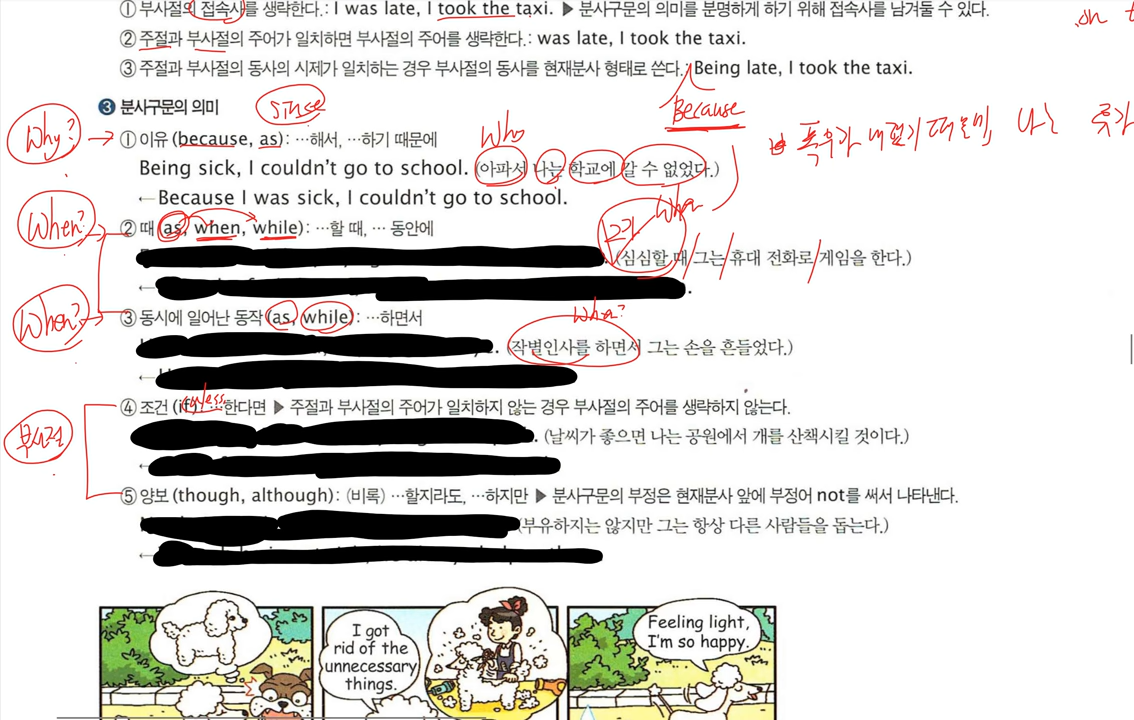 ① 부사절의 접속사를 생략한다.: I was late, I took the taxi. ▶ 분사구문의 의미를 분명하게 하기 위해 접속사를 남겨둘 수 있다.
on t
② 주절과 부사절의 주어가 일치하면 부사절의 주어를 생략한다.: was late, I took the taxi.
③ 주절과 부사절의 동사의 시제가 일치하는 경우 부사절의 동사를 현재분사 형태로 쓴다.: Being late, I took the taxi.
Because
❸ 분사구문의 의미
since
Why?
① 이유 (because, as): …해서, …하기 때문에
Who
폭우가 내렸기 때문에, 나는
Being sick, I couldn't go to school. (아파서 나는 학교에 갈 수 없었다.)
← Because I was sick, I couldn't go to school.
When?
② 때 (as, when, while): …할 때, … 동안에
When
(심심할 때 그는 휴대 전화로 게임을 한다.)
←
When?
③ 동시에 일어난 동작 (as, while): …하면서
When?
(작별인사를 하면서 그는 손을 흔들었다.)
←
unless
④ 조건 (if): …한다면 ▶ 주절과 부사절의 주어가 일치하지 않는 경우 부사절의 주어를 생략하지 않는다.
부사절
(날씨가 좋으면 나는 공원에서 개를 산책시킬 것이다.)
←
⑤ 양보 (though, although): (비록) …할지라도, …하지만 ▶ 분사구문의 부정은 현재분사 앞에 부정어 not를 써서 나타낸다.
(부유하지는 않지만 그는 항상 다른 사람들을 돕는다.)
←
I got
rid of the
unnecessary
things.
Feeling light,
I'm so happy.